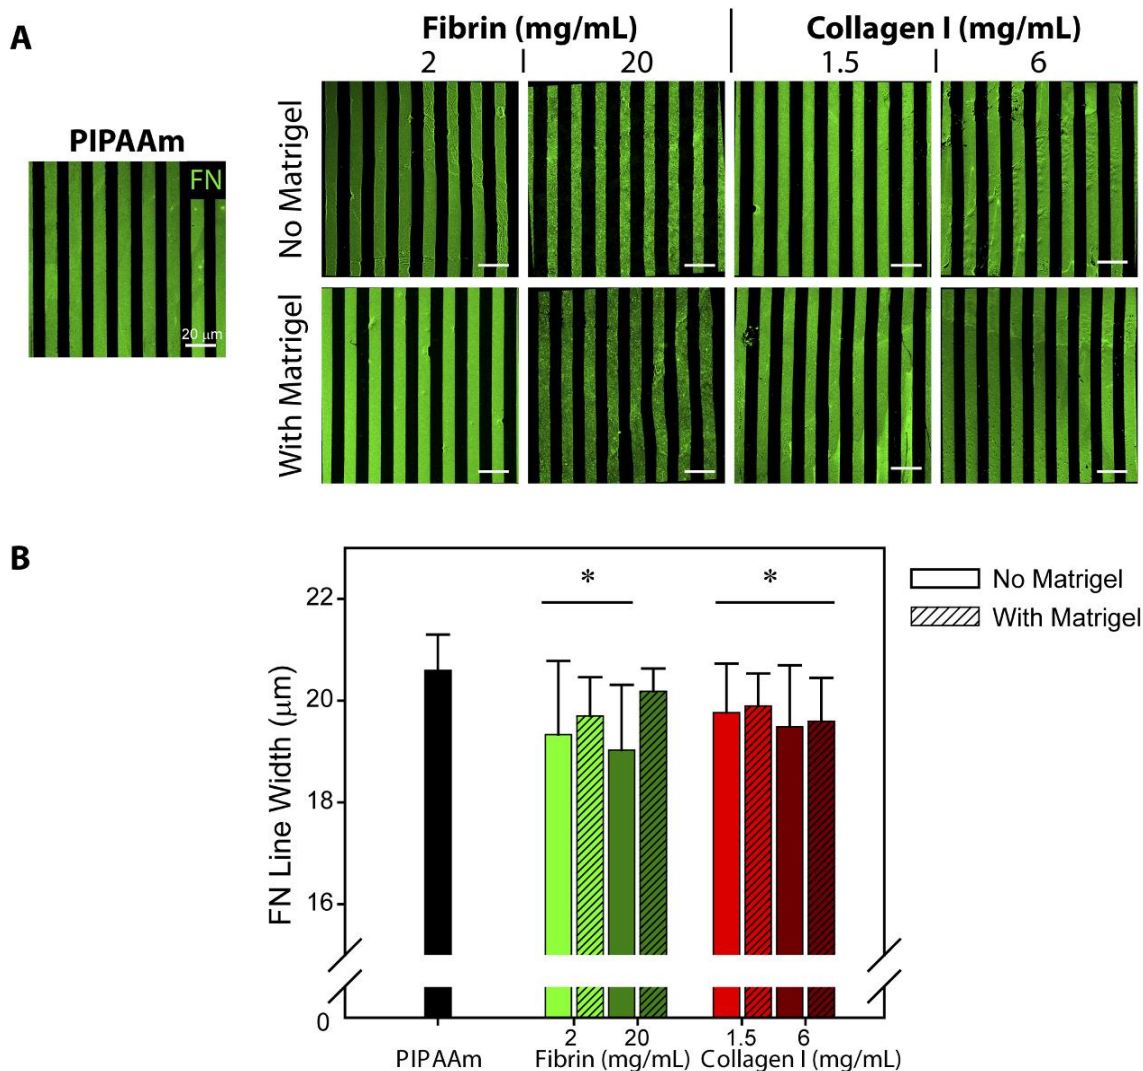 A
Fibrin (mg/mL)
Collagen I (mg/mL)
2
20
1.5
6
PIPAAm
FN
20 μm
No Matrigel
With Matrigel
B
No Matrigel
With Matrigel
*
*
FN Line Width (μm)
22
20
18
16
0
2
20
1.5
6
PIPAAm
Fibrin (mg/mL)
Collagen I (mg/mL)